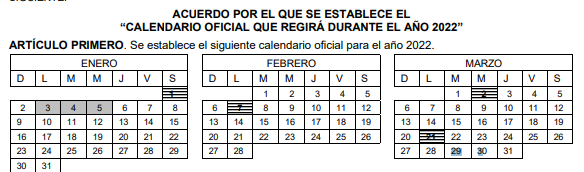 ACUERDO POR EL QUE SE ESTABLECE EL
“CALENDARIO OFICIAL QUE REGIRÁ DURANTE EL AÑO 2022”
ARTÍCULO PRIMERO. Se establece el siguiente calendario oficial para el año 2022.
ENERO
D L M M J V S
1
2 3 4 5 6 7 8
9 10 11 12 13 14 15
16 17 18 19 20 21 22
23 24 25 26 27 28 29
30 31
FEBRERO
D L M M J V S
1 2 3 4 5
6 7 8 9 10 11 12
13 14 15 16 17 18 19
20 21 22 23 24 25 26
27 28
MARZO
D L M M J V S
1 2 3 4 5
6 7 8 9 10 11 12
13 14 15 16 17 18 19
20 21 22 23 24 25 26
27 28 29 30 31